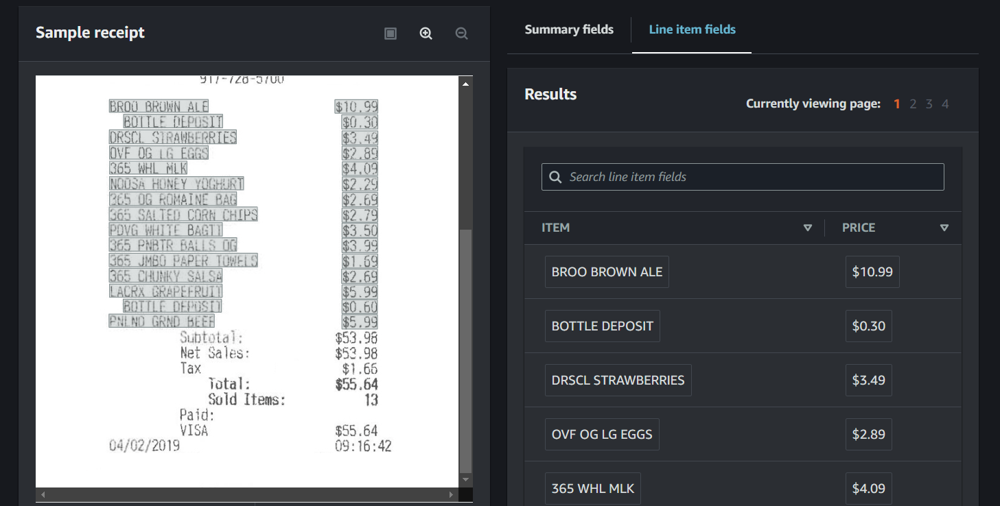 Sample receipt
BROO BROWN ALE $10.99
BOTTLE DEPOSIT $0.30
DRSCL STRAWBERRIES $3.49
OVF OG LG EGGS $2.89
365 WHL MLK $4.09
NOOSA HONEY YOGHURT $2.29
365 OG ROMAINE BAG $2.69
365 SALTED CORN CHIPS $2.79
PDVG WHITE BAGTT $3.50
365 PNBTR BALLS OG $3.99
365 JMBO PAPER TOWELS $1.69
365 CHUNKY SALSA $2.69
LACRX GRAPEFRUIT $5.99
BOTTLE DEPOSIT $0.60
PNLND GRND BEEF $5.99
Subtotal: $53.98
Net Sales: $53.98
Tax $1.66
Total: $55.64
Sold Items: 13
Paid:
VISA $55.64
04/02/2019 09:16:42
Summary fields Line item fields
Results
Currently viewing page: 1 2 3 4
Search line item fields
ITEM PRICE
BROO BROWN ALE $10.99
BOTTLE DEPOSIT $0.30
DRSCL STRAWBERRIES $3.49
OVF OG LG EGGS $2.89
365 WHL MLK $4.09